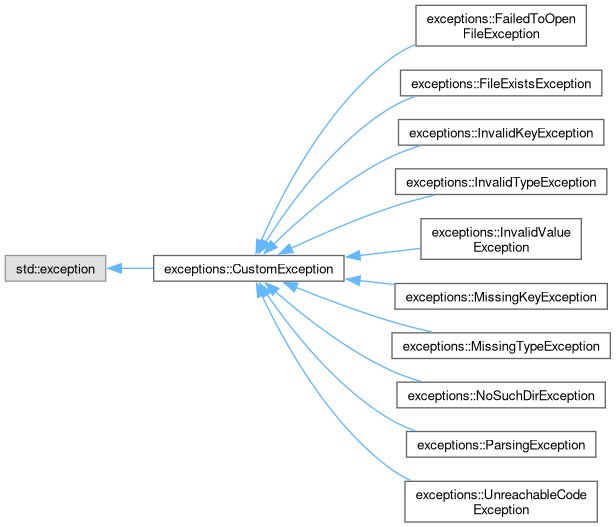 exceptions::FailedToOpen
FileException
exceptions::FileExistsException
exceptions::InvalidKeyException
exceptions::InvalidTypeException
exceptions::InvalidValue
Exception
std::exception
exceptions::CustomException
exceptions::MissingKeyException
exceptions::MissingTypeException
exceptions::NoSuchDirException
exceptions::ParsingException
exceptions::UnreachableCode
Exception